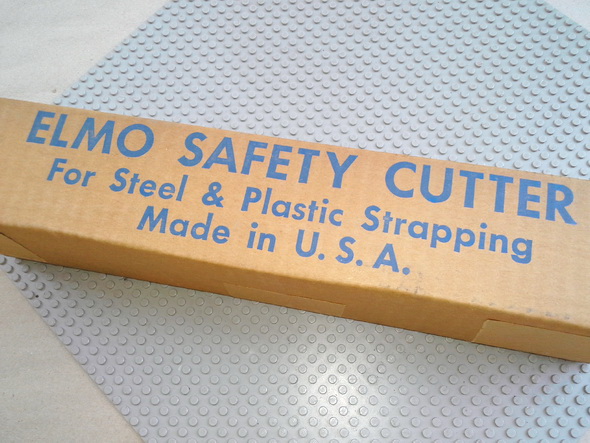 ELMO SAFETY CUTTER
For Steel & Plastic Strapping
Made in U.S.A.